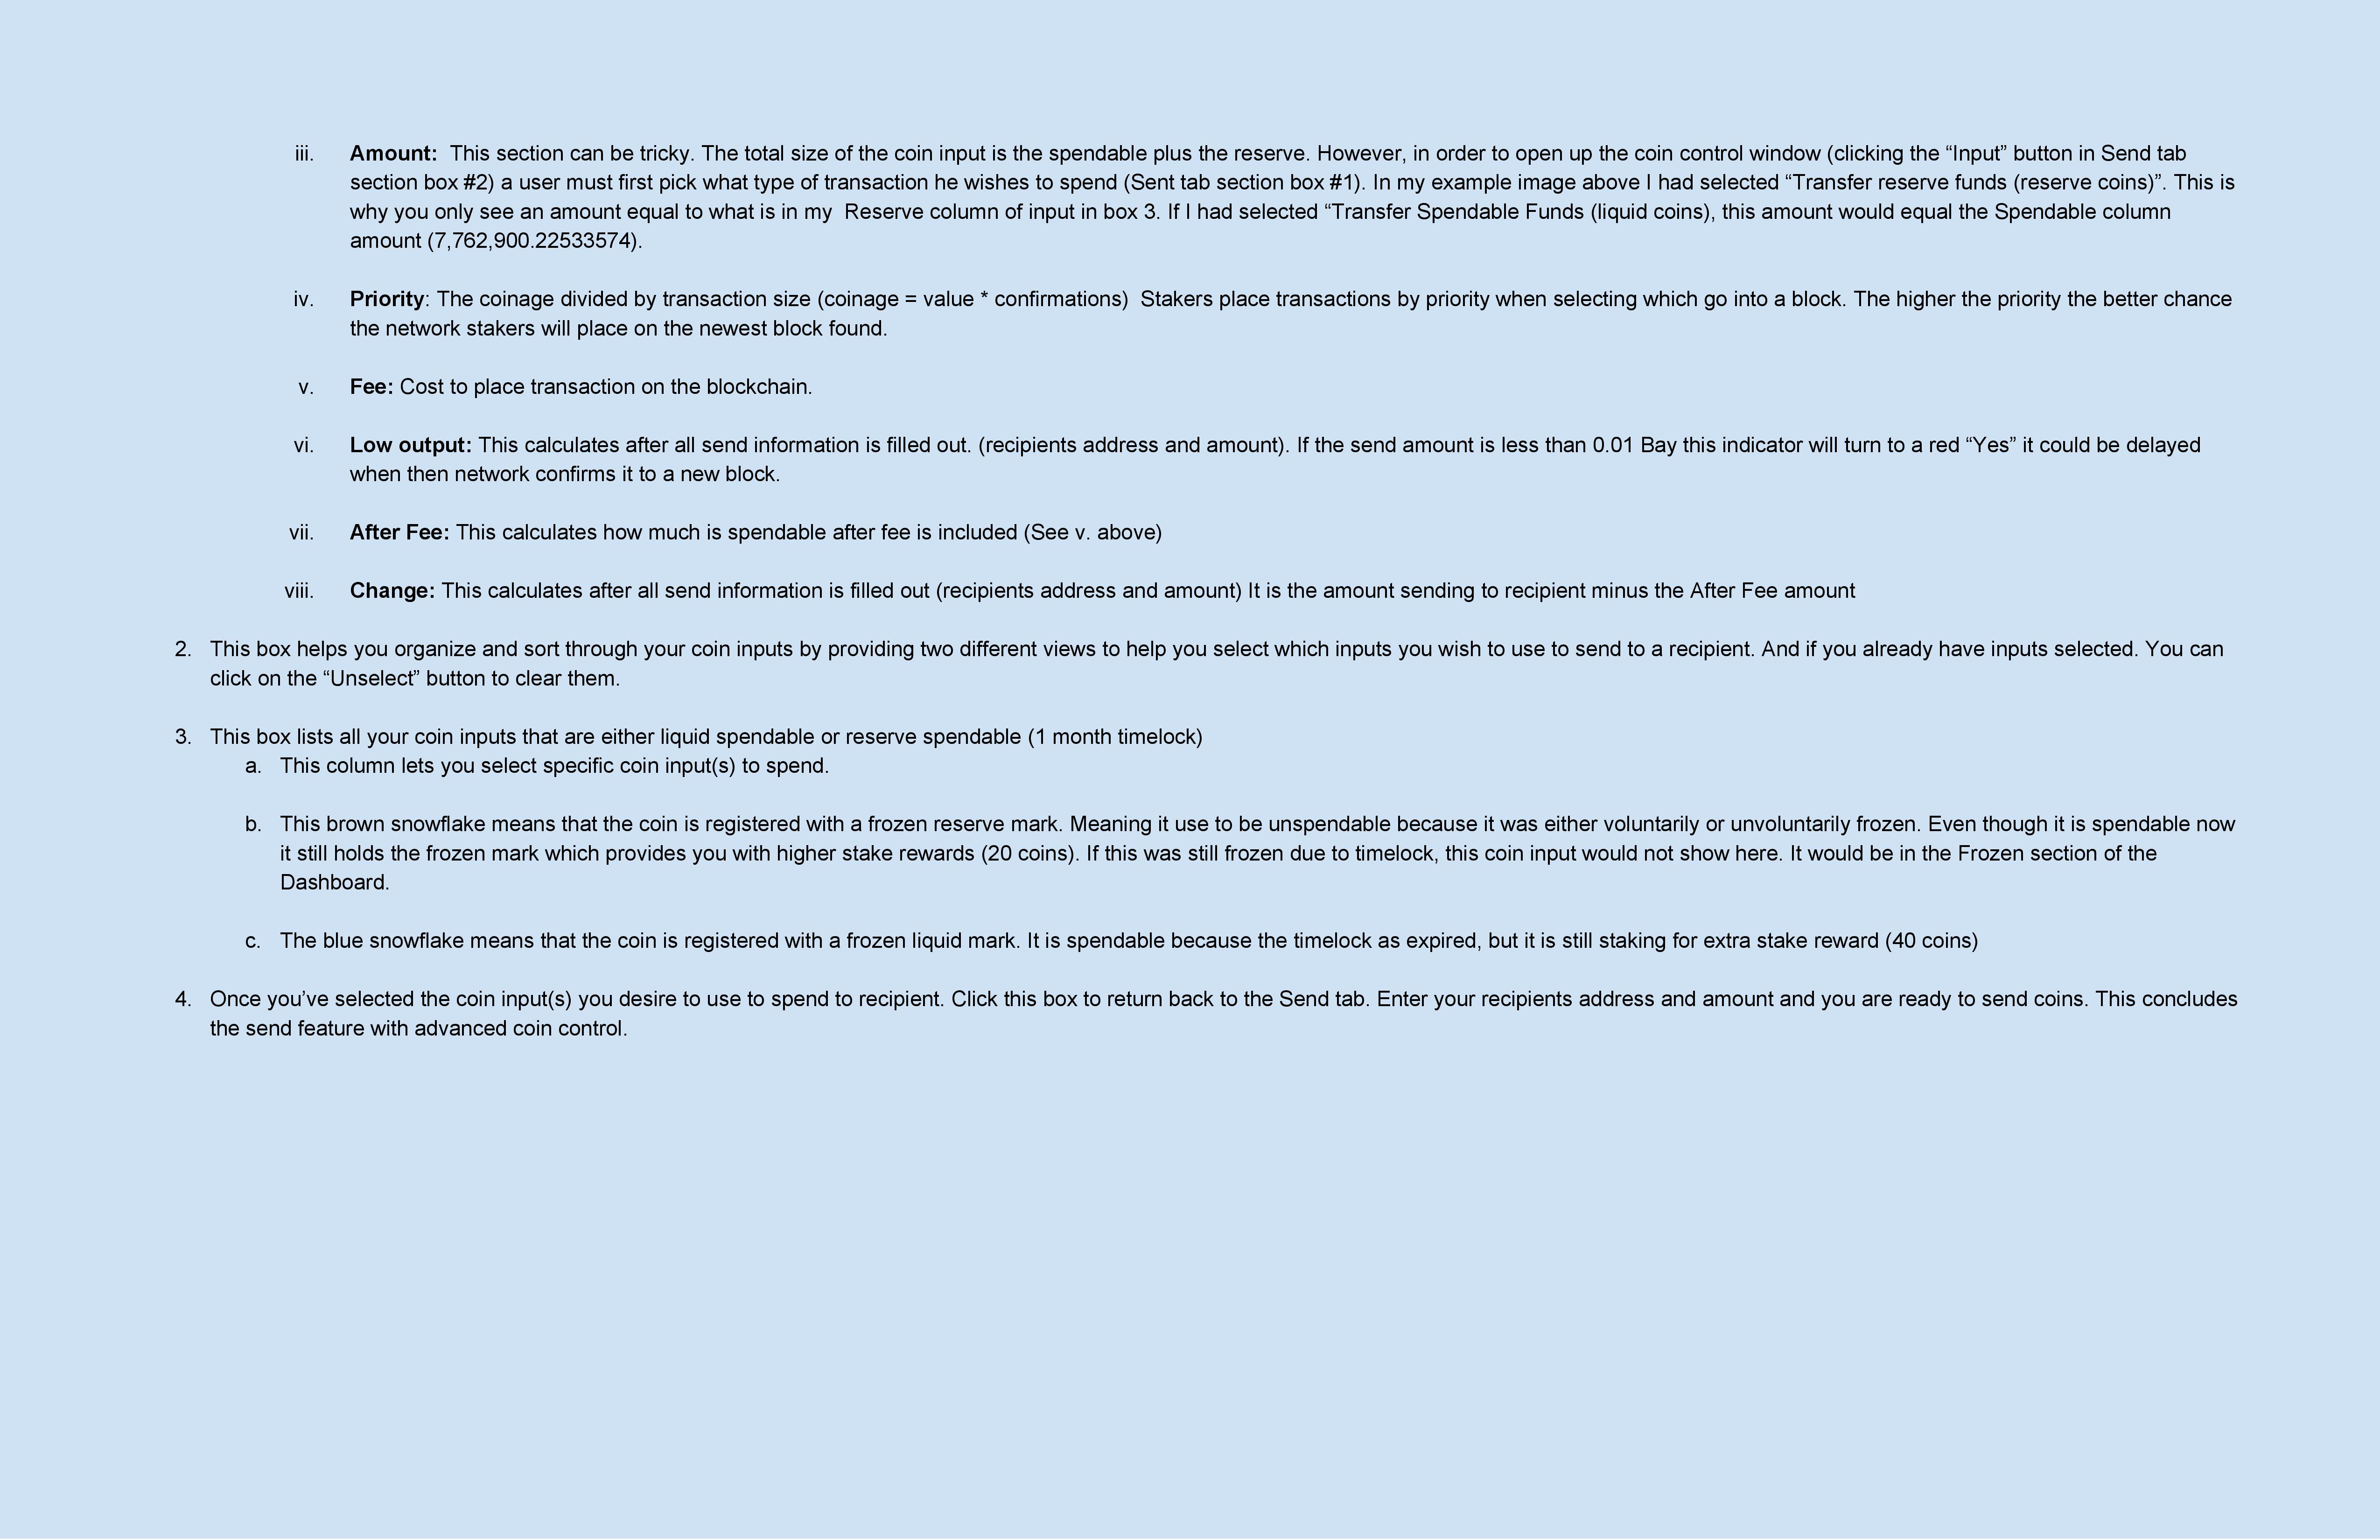 iii. Amount:  This section can be tricky. The total size of the coin input is the spendable plus the reserve. However, in order to open up the coin control window (clicking the “Input” button in Send tab
section box #2) a user must first pick what type of transaction he wishes to spend (Sent tab section box #1). In my example image above I had selected “Transfer reserve funds (reserve coins)”. This is
why you only see an amount equal to what is in my  Reserve column of input in box 3. If I had selected “Transfer Spendable Funds (liquid coins), this amount would equal the Spendable column
amount (7,762,900.22533574).
iv. Priority: The coinage divided by transaction size (coinage = value * confirmations)  Stakers place transactions by priority when selecting which go into a block. The higher the priority the better chance
the network stakers will place on the newest block found.
v. Fee: Cost to place transaction on the blockchain.
vi. Low output: This calculates after all send information is filled out. (recipients address and amount). If the send amount is less than 0.01 Bay this indicator will turn to a red “Yes” it could be delayed
when then network confirms it to a new block.
vii. After Fee: This calculates how much is spendable after fee is included (See v. above)
viii. Change: This calculates after all send information is filled out (recipients address and amount) It is the amount sending to recipient minus the After Fee amount
2. This box helps you organize and sort through your coin inputs by providing two different views to help you select which inputs you wish to use to send to a recipient. And if you already have inputs selected. You can
click on the “Unselect” button to clear them.
3. This box lists all your coin inputs that are either liquid spendable or reserve spendable (1 month timelock)
a. This column lets you select specific coin input(s) to spend.
b. This brown snowflake means that the coin is registered with a frozen reserve mark. Meaning it use to be unspendable because it was either voluntarily or unvoluntarily frozen. Even though it is spendable now
it still holds the frozen mark which provides you with higher stake rewards (20 coins). If this was still frozen due to timelock, this coin input would not show here. It would be in the Frozen section of the
Dashboard.
c. The blue snowflake means that the coin is registered with a frozen liquid mark. It is spendable because the timelock as expired, but it is still staking for extra stake reward (40 coins)
4. Once you’ve selected the coin input(s) you desire to use to spend to recipient. Click this box to return back to the Send tab. Enter your recipients address and amount and you are ready to send coins. This concludes
the send feature with advanced coin control.